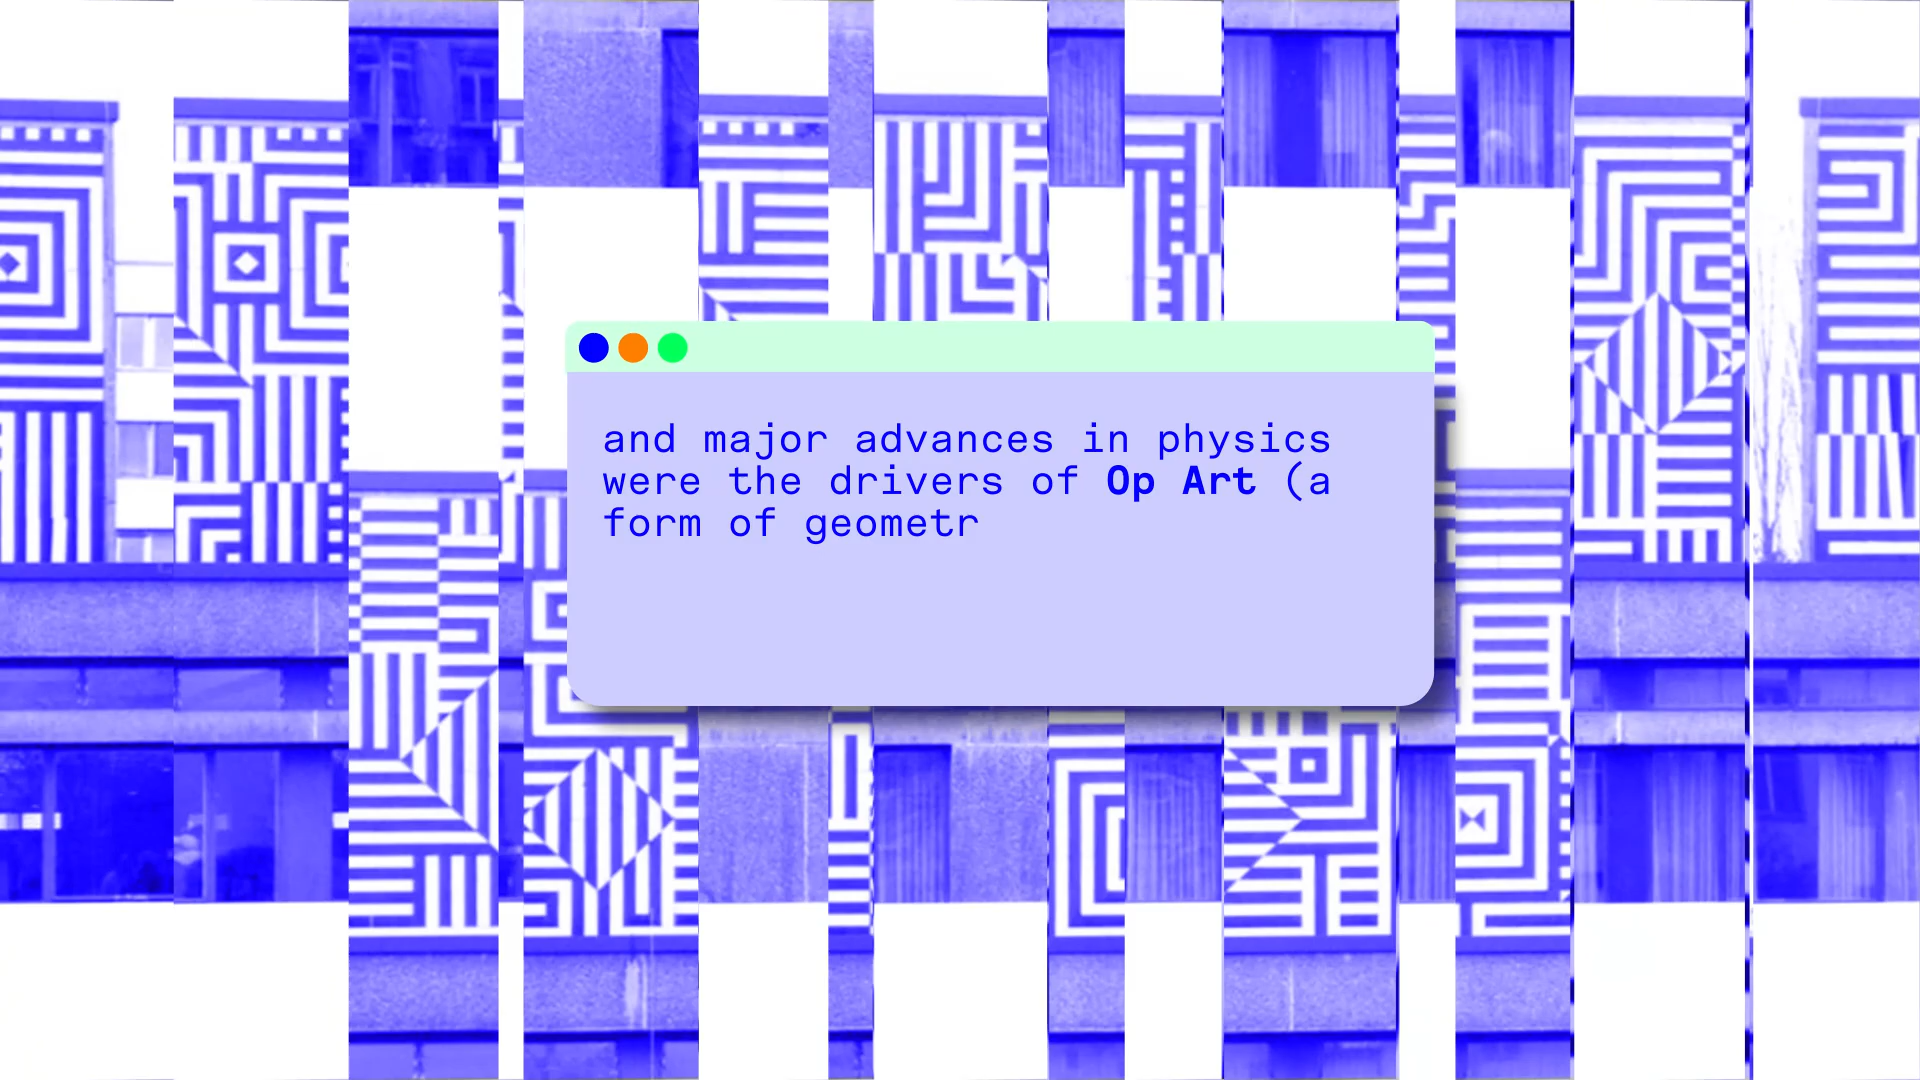 and major advances in physics
were the drivers of Op Art (a
form of geometr